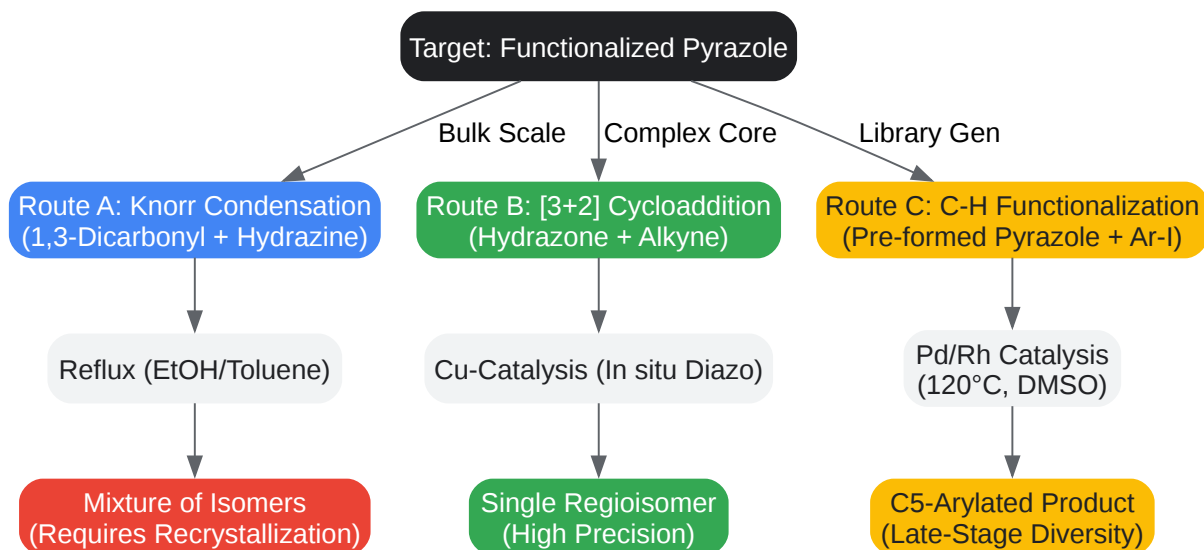 Target: Functionalized Pyrazole
Bulk Scale
Complex Core
Library Gen
Route A: Knorr Condensation
(1,3-Dicarbonyl + Hydrazine)
Route B: [3+2] Cycloaddition
(Hydrazone + Alkyne)
Route C: C-H Functionalization
(Pre-formed Pyrazole + Ar-I)
Reflux (EtOH/Toluene)
Cu-Catalysis (In situ Diazo)
Pd/Rh Catalysis
(120°C, DMSO)
Mixture of Isomers
(Requires Recrystallization)
Single Regioisomer
(High Precision)
C5-Arylated Product
(Late-Stage Diversity)